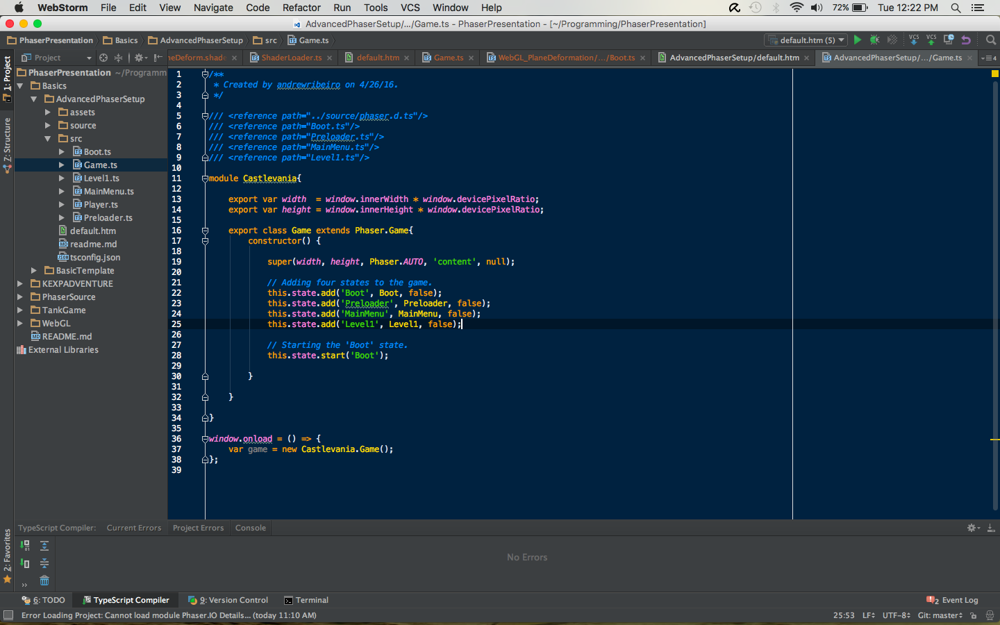 WebStorm File Edit View Navigate Code Refactor Run Tools VCS Window Help 72% Tue 12:22 PM
AdvancedPhaserSetup/.../Game.ts - PhaserPresentation - [~/Programming/PhaserPresentation]
PhaserPresentation Basics AdvancedPhaserSetup src Game.ts default.htm (5) VCS VCS
Project neDeform.shade ShaderLoader.ts default.htm Game.ts WebGL_PlaneDeformation/.../Boot.ts AdvancedPhaserSetup/default.htm AdvancedPhaserSetup/.../Game.ts 4
1: Project
Z: Structure
2: Favorites
PhaserPresentation ~/Programm
Basics
AdvancedPhaserSetup
assets
source
src
Boot.ts
Game.ts
Level1.ts
MainMenu.ts
Player.ts
Preloader.ts
default.htm
readme.md
tsconfig.json
BasicTemplate
KEXPADVENTURE
PhaserSource
TankGame
WebGL
README.md
External Libraries
1 /**
2 * Created by andrewribeiro on 4/26/16.
3 */
4
5 /// <reference path="../source/phaser.d.ts"/>
6 /// <reference path="Boot.ts"/>
7 /// <reference path="Preloader.ts"/>
8 /// <reference path="MainMenu.ts"/>
9 /// <reference path="Level1.ts"/>
10
11 module Castlevania{
12
13 export var width  = window.innerWidth * window.devicePixelRatio;
14 export var height = window.innerHeight * window.devicePixelRatio;
15
16 export class Game extends Phaser.Game{
17 constructor() {
18
19 super(width, height, Phaser.AUTO, 'content', null);
20
21 // Adding four states to the game.
22 this.state.add('Boot', Boot, false);
23 this.state.add('Preloader', Preloader, false);
24 this.state.add('MainMenu', MainMenu, false);
25 this.state.add('Level1', Level1, false);
26
27 // Starting the 'Boot' state.
28 this.state.start('Boot');
29
30 }
31
32 }
33
34 }
35
36 window.onload = () => {
37 var game = new Castlevania.Game();
38 };
39
TypeScript Compiler: Current Errors Project Errors Console
No Errors
6: TODO TypeScript Compiler 9: Version Control Terminal 2 Event Log
Error Loading Project: Cannot load module Phaser.IO Details... (today 11:10 AM) 25:53 LF UTF-8 Git: master